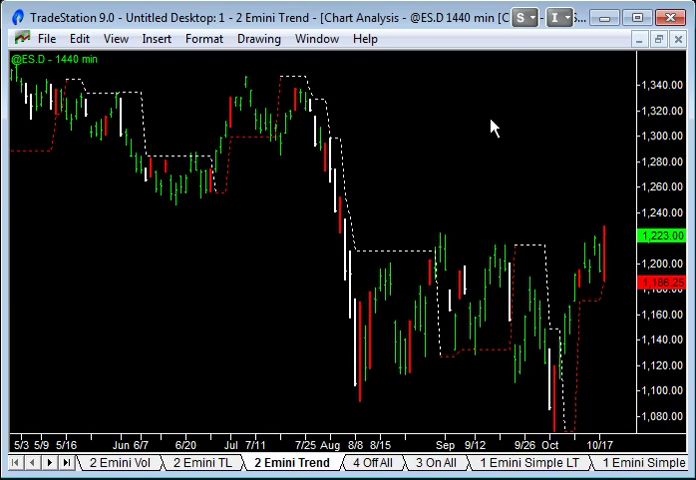 TradeStation 9.0 - Untitled Desktop: 1 - 2 Emini Trend - [Chart Analysis - @ES.D 1440 min [C
S
I
S...
File Edit View Insert Format Drawing Window Help
@ES.D - 1440 min
1,340.00
1,320.00
1,300.00
1,280.00
1,260.00
1,240.00
1,223.00
1,200.00
1,186.25
1,180.00
1,160.00
1,140.00
1,120.00
1,100.00
1,080.00
5/3 5/9 5/16 Jun 6/7 6/20 Jul 7/11 7/25 Aug 8/8 8/15 Sep 9/12 9/26 Oct 10/17
2 Emini Vol 2 Emini TL 2 Emini Trend 4 Off All 3 On All 1 Emini Simple LT 1 Emini Simple